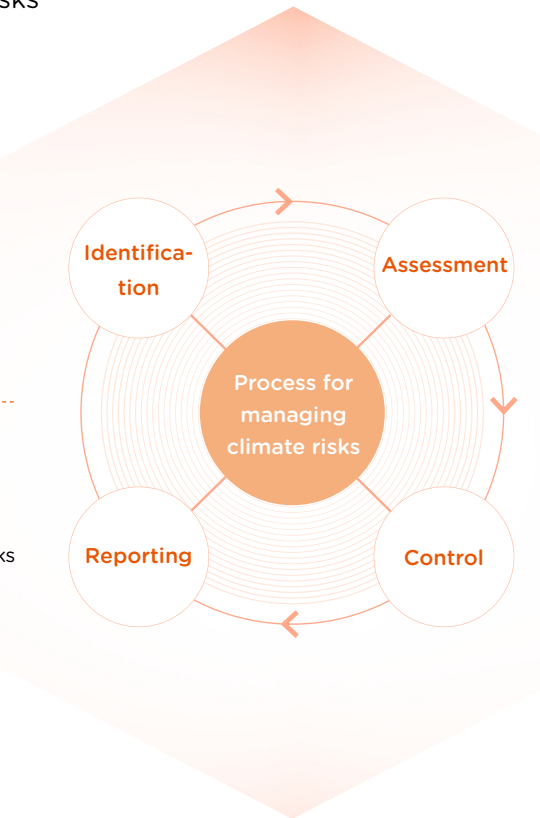 Identifica-
tion
Assessment
Process for
managing
climate risks
Reporting
Control